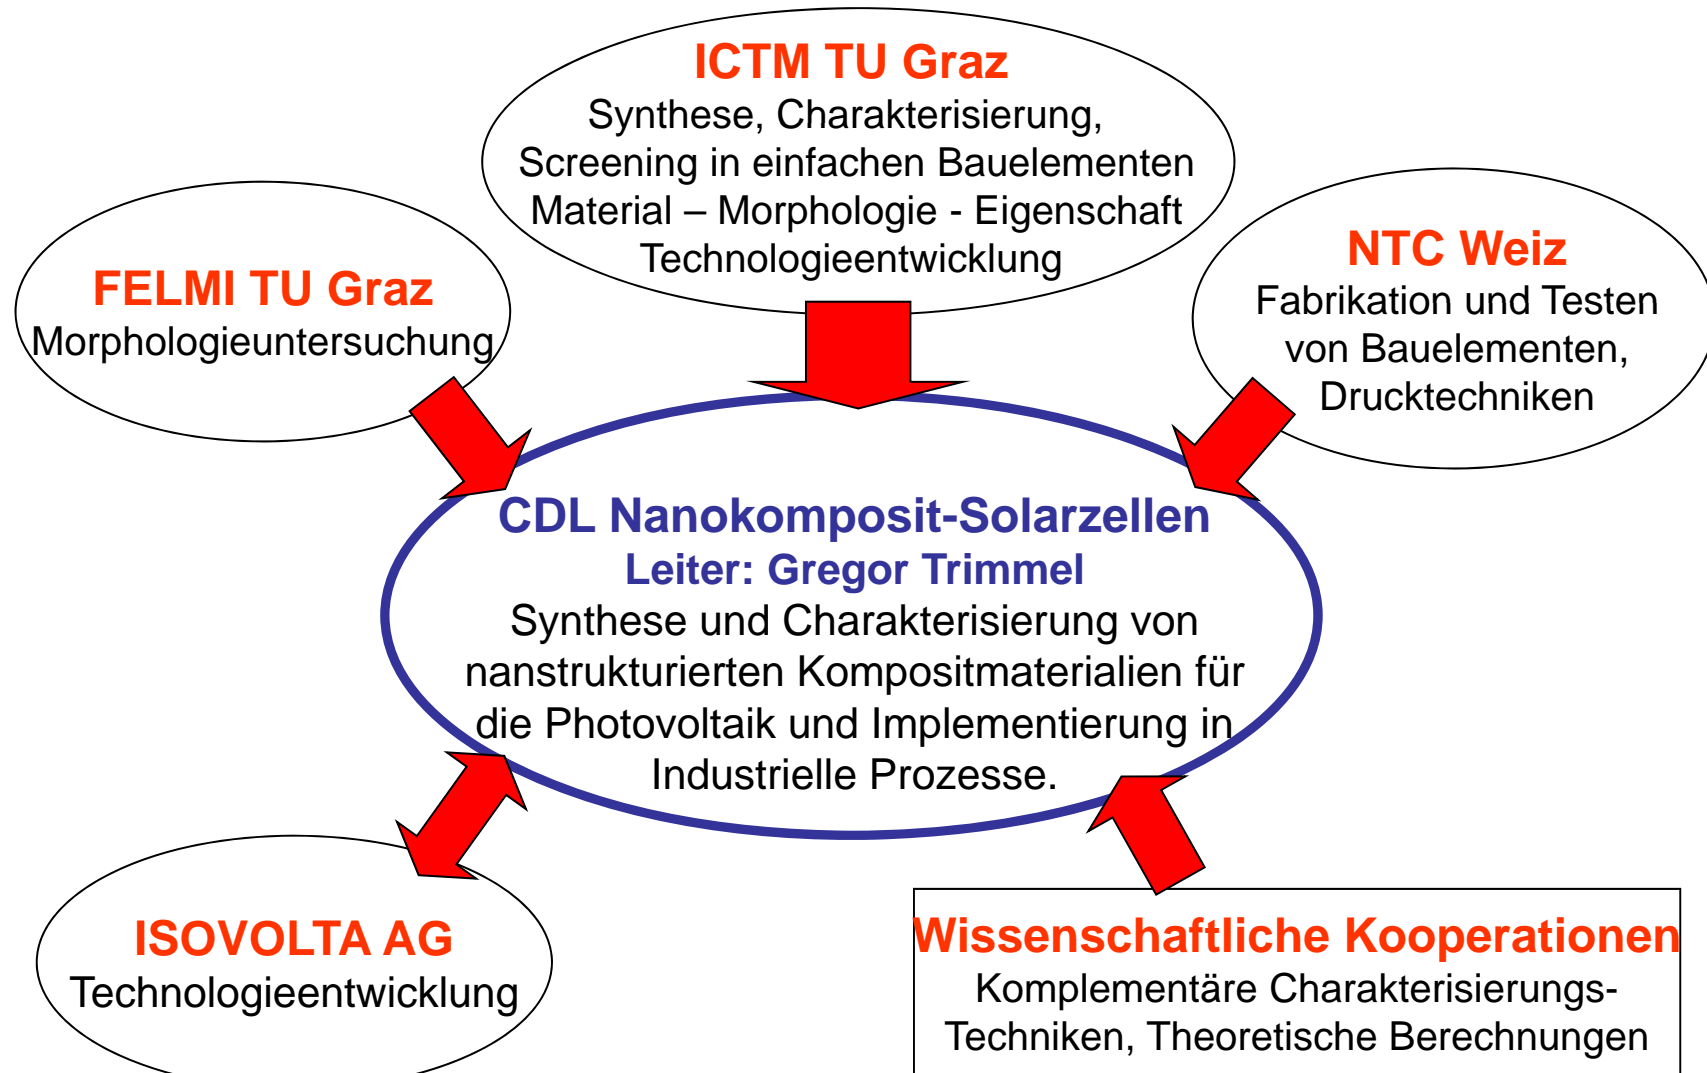 ICTM TU Graz
Synthese, Charakterisierung,
Screening in einfachen Bauelementen
Material – Morphologie - Eigenschaft
Technologieentwicklung
FELMI TU Graz
Morphologieuntersuchung
NTC Weiz
Fabrikation und Testen
von Bauelementen,
Drucktechniken
CDL Nanokomposit-Solarzellen
Leiter: Gregor Trimmel
Synthese und Charakterisierung von
nanstrukturierten Kompositmaterialien für
die Photovoltaik und Implementierung in
Industrielle Prozesse.
ISOVOLTA AG
Technologieentwicklung
Wissenschaftliche Kooperationen
Komplementäre Charakterisierungs-
Techniken, Theoretische Berechnungen